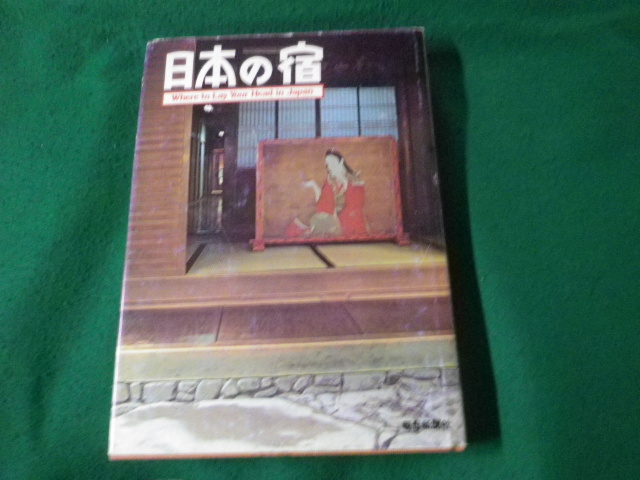 日本の宿
Where to Lay Your Head in Japan